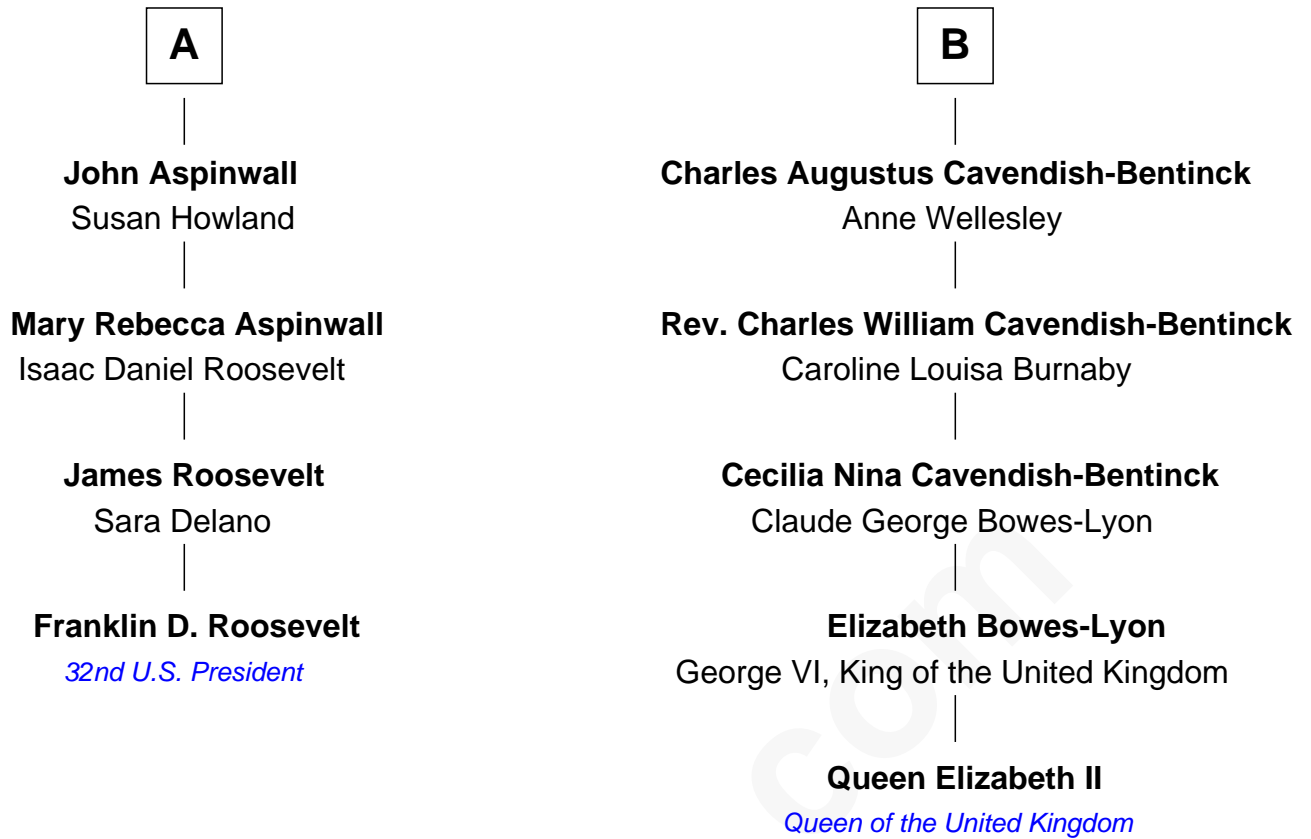 A
John Aspinwall
Susan Howland
Mary Rebecca Aspinwall
Isaac Daniel Roosevelt
James Roosevelt
Sara Delano
Franklin D. Roosevelt
32nd U.S. President
B
Charles Augustus Cavendish-Bentinck
Anne Wellesley
Rev. Charles William Cavendish-Bentinck
Caroline Louisa Burnaby
Cecilia Nina Cavendish-Bentinck
Claude George Bowes-Lyon
Elizabeth Bowes-Lyon
George VI, King of the United Kingdom
Queen Elizabeth II
Queen of the United Kingdom
com